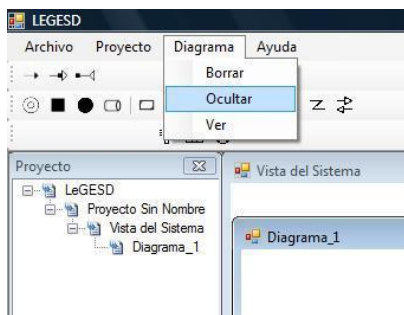 LEGESD
Archivo Proyecto Diagrama Ayuda
Borrar
Ocultar
Ver
Proyecto
LeGESD
Proyecto Sin Nombre
Vista del Sistema
Diagrama_1
Vista del Sistema
Diagrama_1